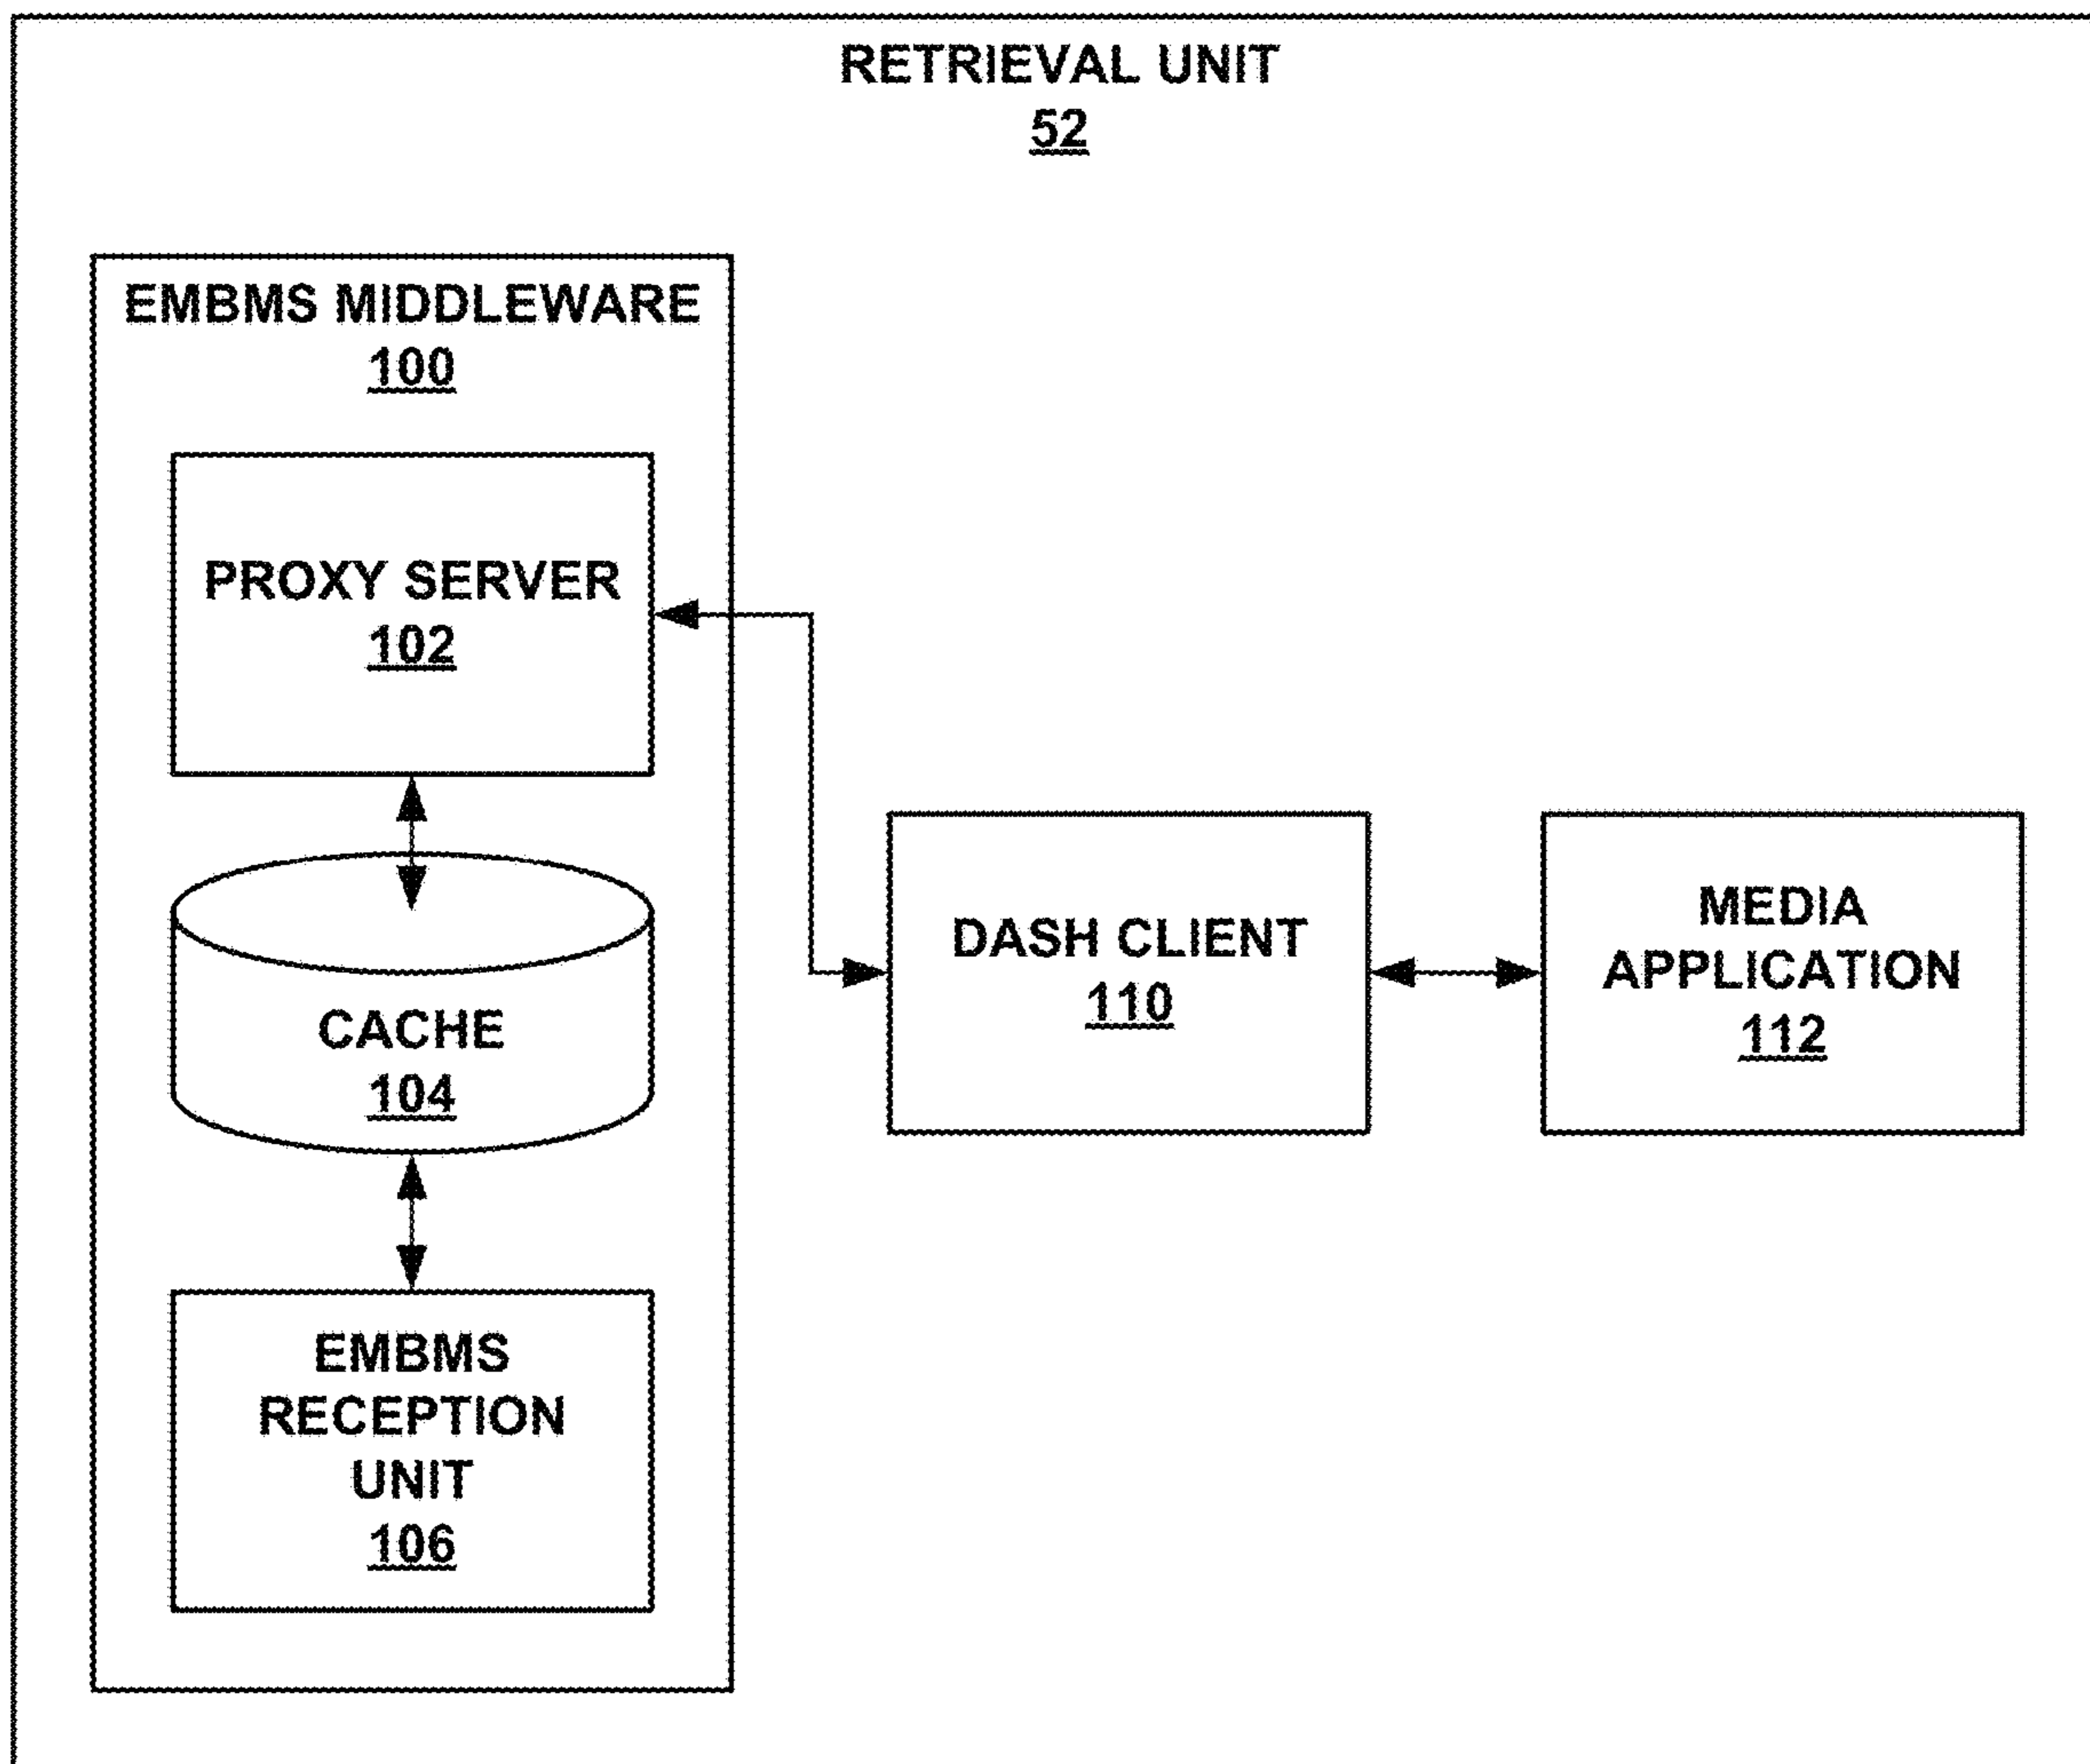 RETRIEVAL UNIT
52
EMBMS MIDDLEWARE
100
PROXY SERVER
102
CACHE
104
EMBMS
RECEPTION
UNIT
106
DASH CLIENT
110
MEDIA
APPLICATION
112